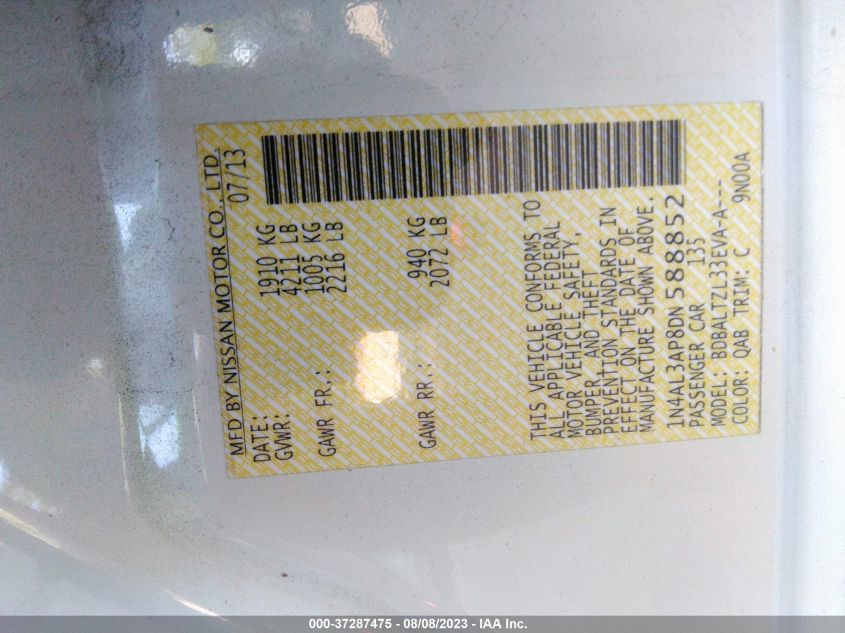 MFD BY NISSAN MOTOR CO., LTD.
DATE: 07/13
GVWR: 1910 KG
4211 LB
GAWR FR.: 1005 KG
2216 LB
GAWR RR.: 940 KG
2072 LB
THIS VEHICLE CONFORMS TO
ALL APPLICABLE FEDERAL
MOTOR VEHICLE SAFETY,
BUMPER, AND THEFT
PREVENTION STANDARDS IN
EFFECT ON THE DATE OF
MANUFACTURE SHOWN ABOVE.
1N4AL3AP8DN588852
PASSENGER CAR 135
MODEL: BDBALTZL33EVA-A---
COLOR: QAB TRAM: C 9N00A
000-37287475 - 08/08/2023 - IAA Inc.